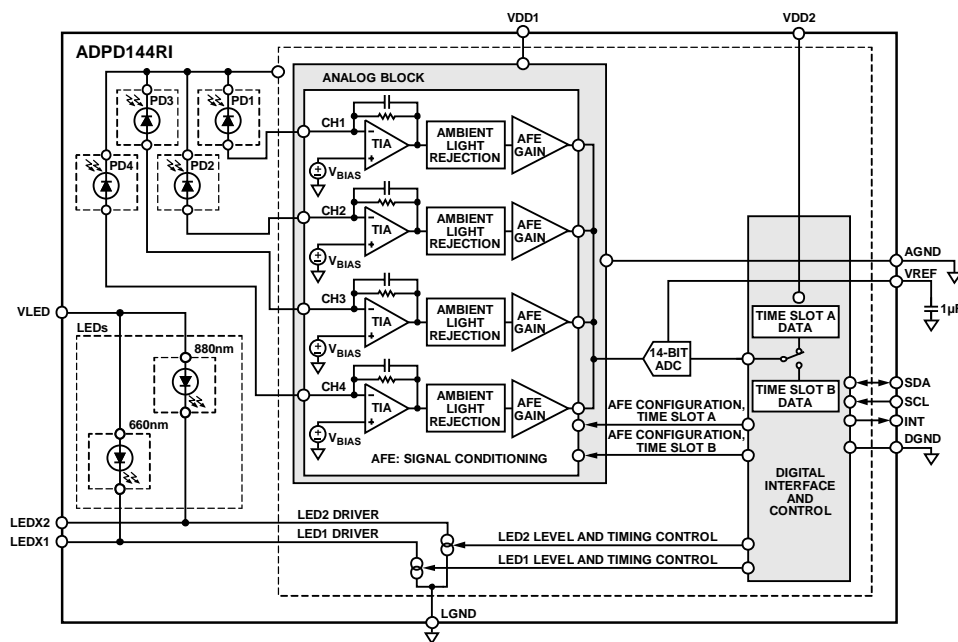 VDD1
VDD2
ADPD144RI
ANALOG BLOCK
PD3
PD1
PD4
PD2
CH1
TIA
VBIAS
AMBIENT
LIGHT
REJECTION
AFE
GAIN
CH2
TIA
VBIAS
AMBIENT
LIGHT
REJECTION
AFE
GAIN
CH3
TIA
VBIAS
AMBIENT
LIGHT
REJECTION
AFE
GAIN
CH4
TIA
VBIAS
AMBIENT
LIGHT
REJECTION
AFE
GAIN
AFE: SIGNAL CONDITIONING
AGND
VREF
1µF
VLED
LEDs
880nm
660nm
14-BIT
ADC
TIME SLOT A
DATA
TIME SLOT B
DATA
SDA
SCL
INT
DGND
AFE CONFIGURATION,
TIME SLOT A
AFE CONFIGURATION,
TIME SLOT B
DIGITAL
INTERFACE
AND
CONTROL
LEDX2
LED2 DRIVER
LEDX1
LED1 DRIVER
LED2 LEVEL AND TIMING CONTROL
LED1 LEVEL AND TIMING CONTROL
LGND